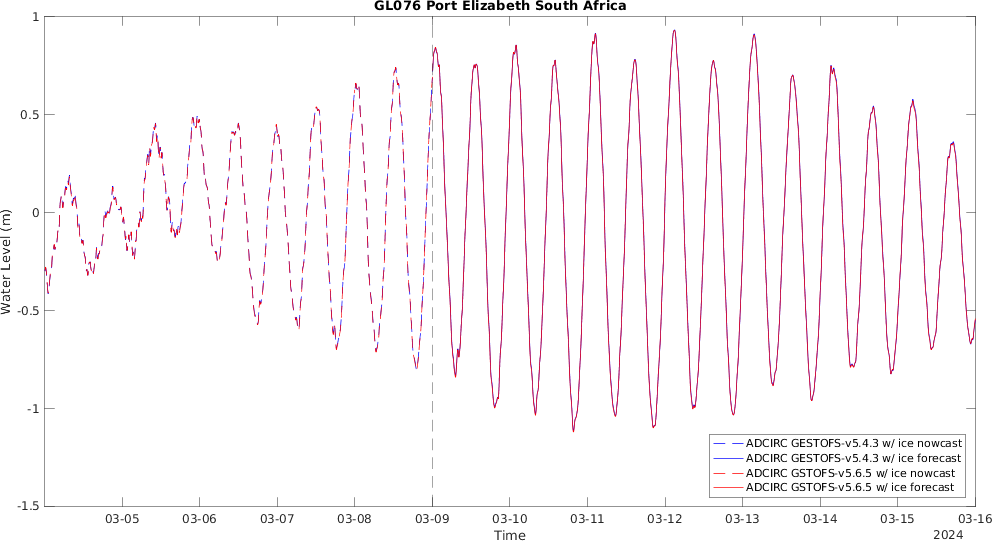 GL076 Port Elizabeth South Africa
Water Level (m)
1
0.5
0
-0.5
-1
-1.5
ADCIRC GESTOFS-v5.4.3 w/ ice nowcast
ADCIRC GESTOFS-v5.4.3 w/ ice forecast
ADCIRC GSTOFS-v5.6.5 w/ ice nowcast
ADCIRC GSTOFS-v5.6.5 w/ ice forecast
03-05 03-06 03-07 03-08 03-09 03-10 03-11 03-12 03-13 03-14 03-15 03-16
Time
2024